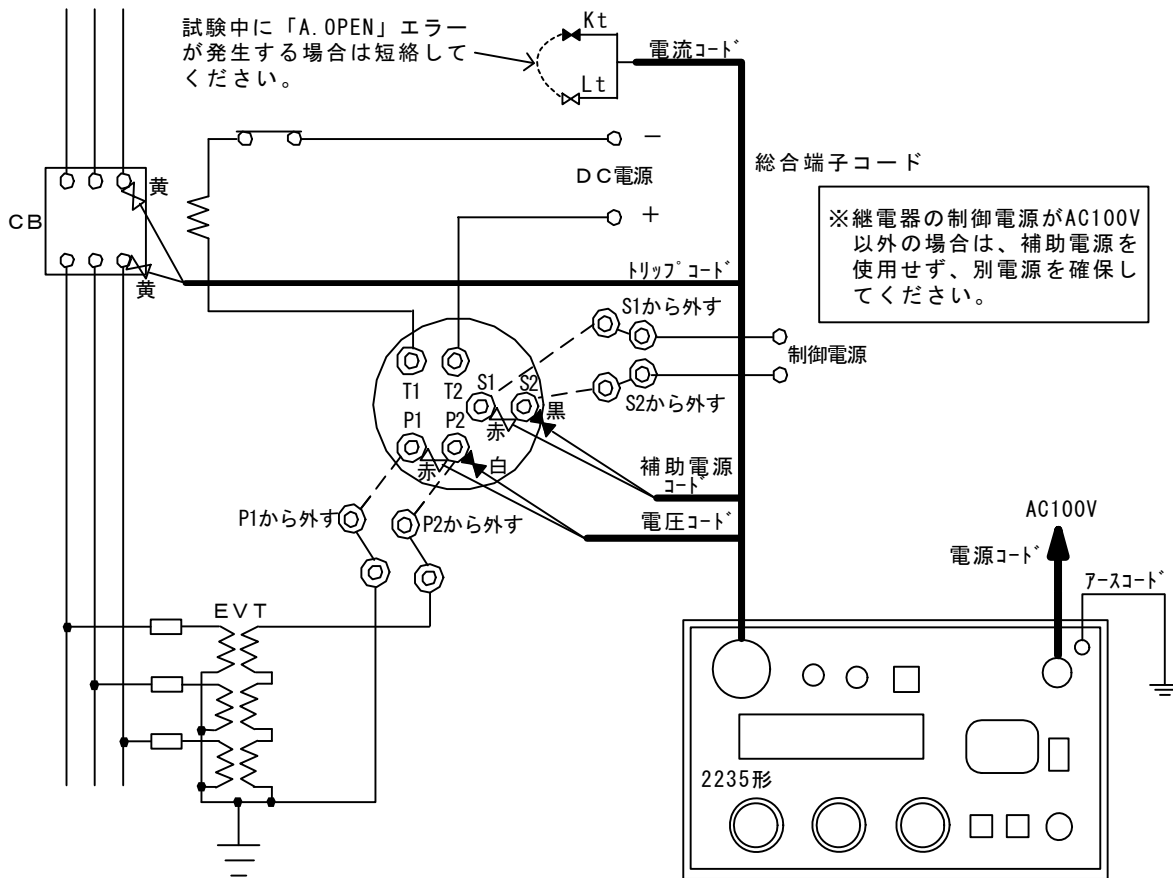 試験中に「A.OPEN」エラー
が発生する場合は短絡して
ください。
Kt
Lt
電流コード
－
DC電源
＋
総合端子コード
※継電器の制御電源がAC100V
以外の場合は、補助電源を
使用せず、別電源を確保し
てください。
CB
黄
黄
トリップコード
S1から外す
制御電源
S2から外す
T1
T2
S1
S2
P1
P2
赤
黒
赤
白
補助電源
コード
電圧コード
P1から外す
P2から外す
EVT
AC100V
電源コード
アースコード
2235形